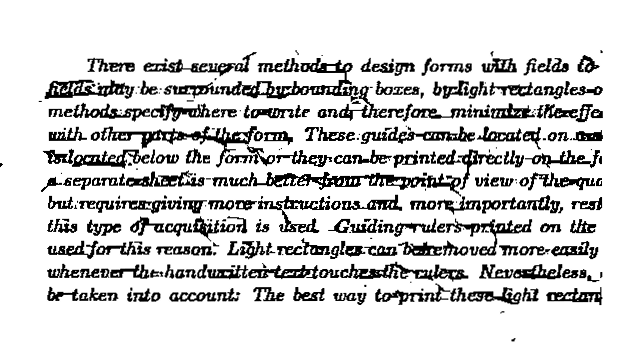 There exist several methods to design forms with fields to
fields may be surrounded by bounding boxes, by light rectangles o
methods specify where to write and, therefore, minimize the effe
with other parts of the form. These guides can be located on
is located below the form or they can be printed directly on the f
a separate sheet is much better from the point of view of the qua
but requires giving more instructions and, more importantly, rest
this type of acquisition is used. Guiding rulers printed on the
used for this reason. Light rectangles can be removed more easily
whenever the handwritten text touches the rulers. Nevertheless,
be taken into account: The best way to print these light rectan